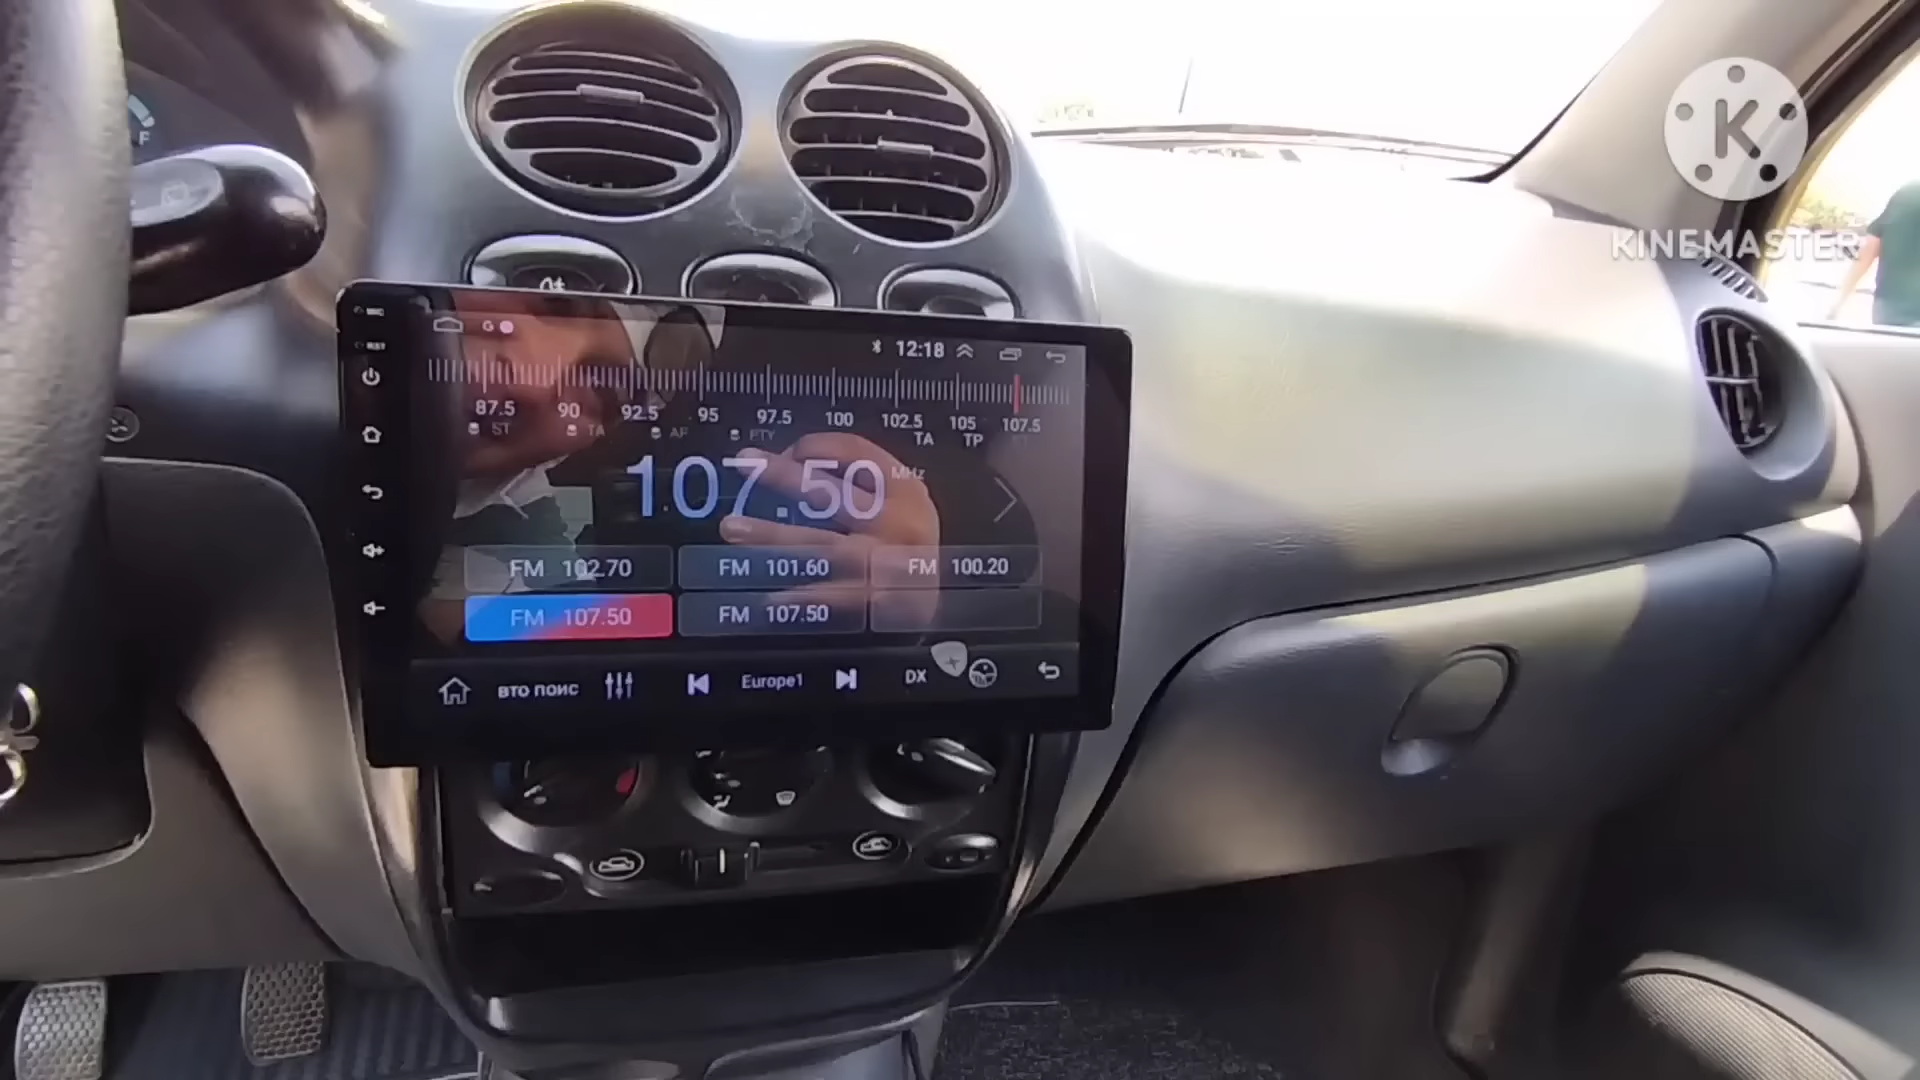 F
K
KINEMASTER
MIC
RST
G
12:18
87.5 90 92.5 95 97.5 100 102.5 105 107.5
ST TA AF PTY TA TP
107.50 MHz
FM 102.70 FM 101.60 FM 100.20
FM 107.50 FM 107.50
вто поис Europe1 DX